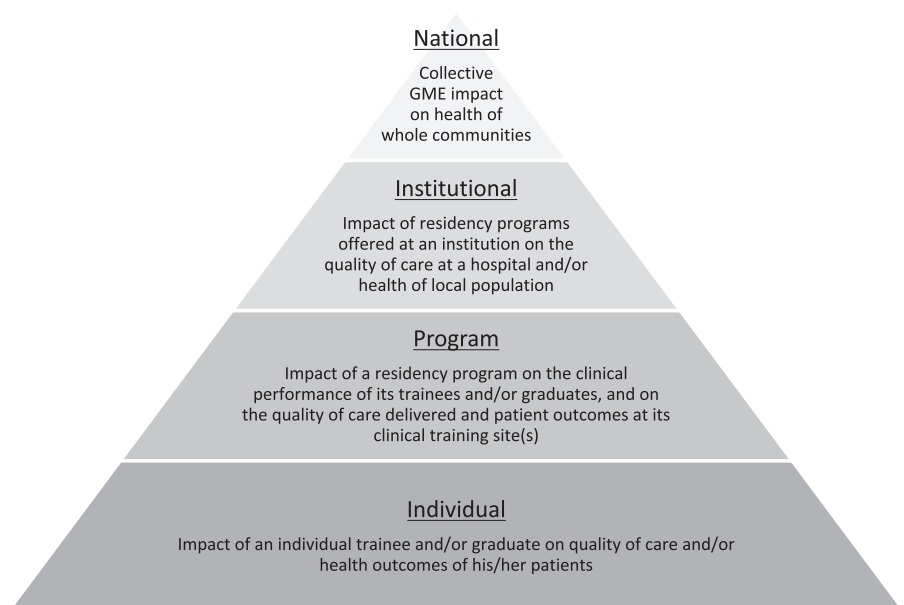 National
Collective
GME impact
on health of
whole communities
Institutional
Impact of residency programs
offered at an institution on the
quality of care at a hospital and/or
health of local population
Program
Impact of a residency program on the clinical
performance of its trainees and/or graduates, and on
the quality of care delivered and patient outcomes at its
clinical training site(s)
Individual
Impact of an individual trainee and/or graduate on quality of care and/or
health outcomes of his/her patients